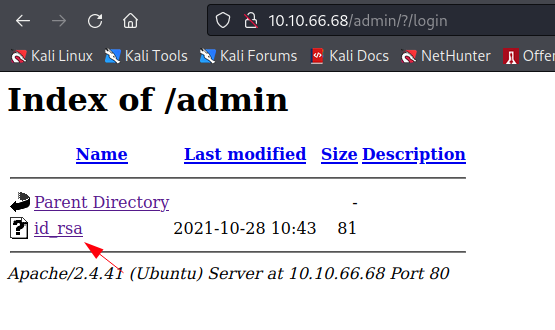 10.10.66.68/admin/?/login
Kali Linux Kali Tools Kali Forums Kali Docs NetHunter Offen
Index of /admin
Name Last modified Size Description
Parent Directory -
id_rsa 2021-10-28 10:43 81
Apache/2.4.41 (Ubuntu) Server at 10.10.66.68 Port 80